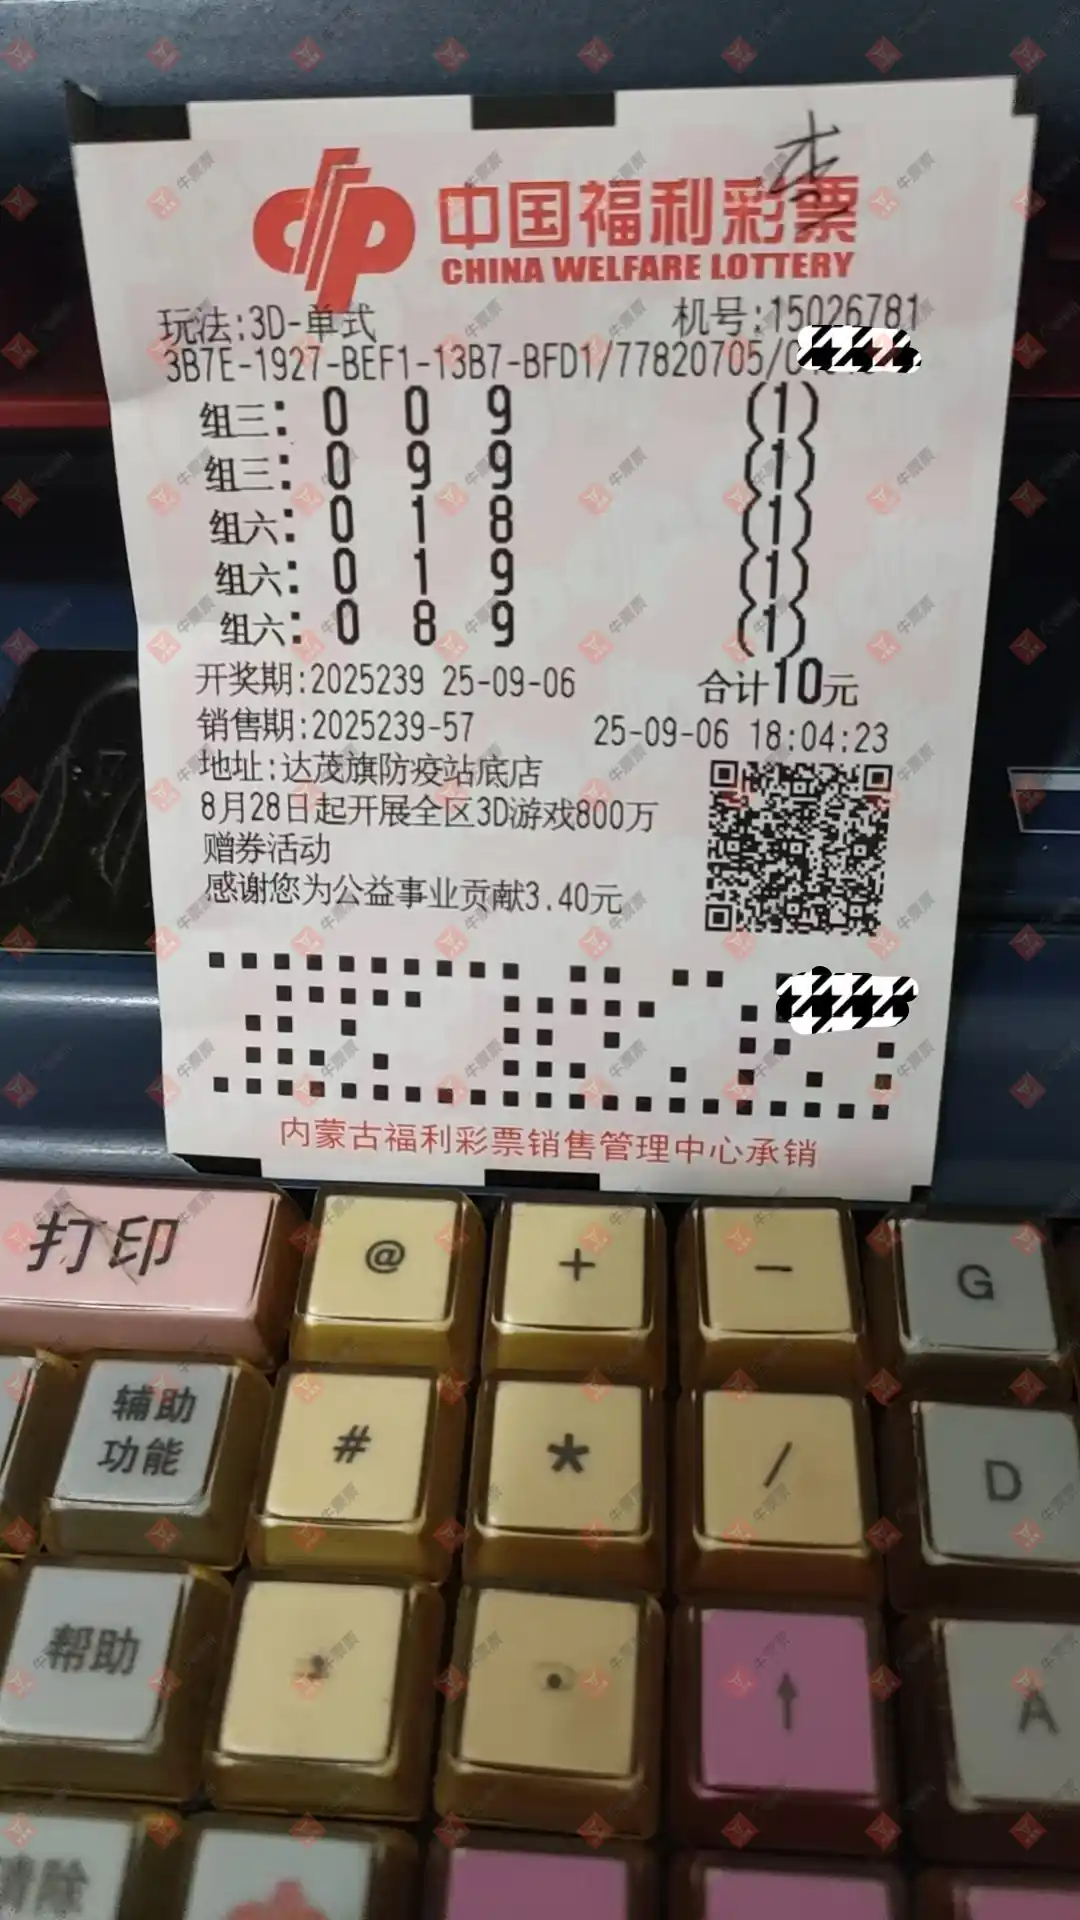 李
中国福利彩票
CHINA WELFARE LOTTERY
玩法:3D-单式 机号:15026781
3B7E-1927-BEF1-13B7-BFD1/77820705/
组三: 0 0 9 (1)
组三: 0 9 9 (1)
组六: 0 1 8 (1)
组六: 0 1 9 (1)
组六: 0 8 9 (1)
开奖期:2025239 25-09-06 合计10元
销售期:2025239-57 25-09-06 18:04:23
地址:达茂旗防疫站底店
8月28日起开展全区3D游戏800万
赠券活动
感谢您为公益事业贡献3.40元
内蒙古福利彩票销售管理中心承销
打印 @ + − G
辅助
功能 # * / D
帮助 , . ↑ A
清除
牛票票